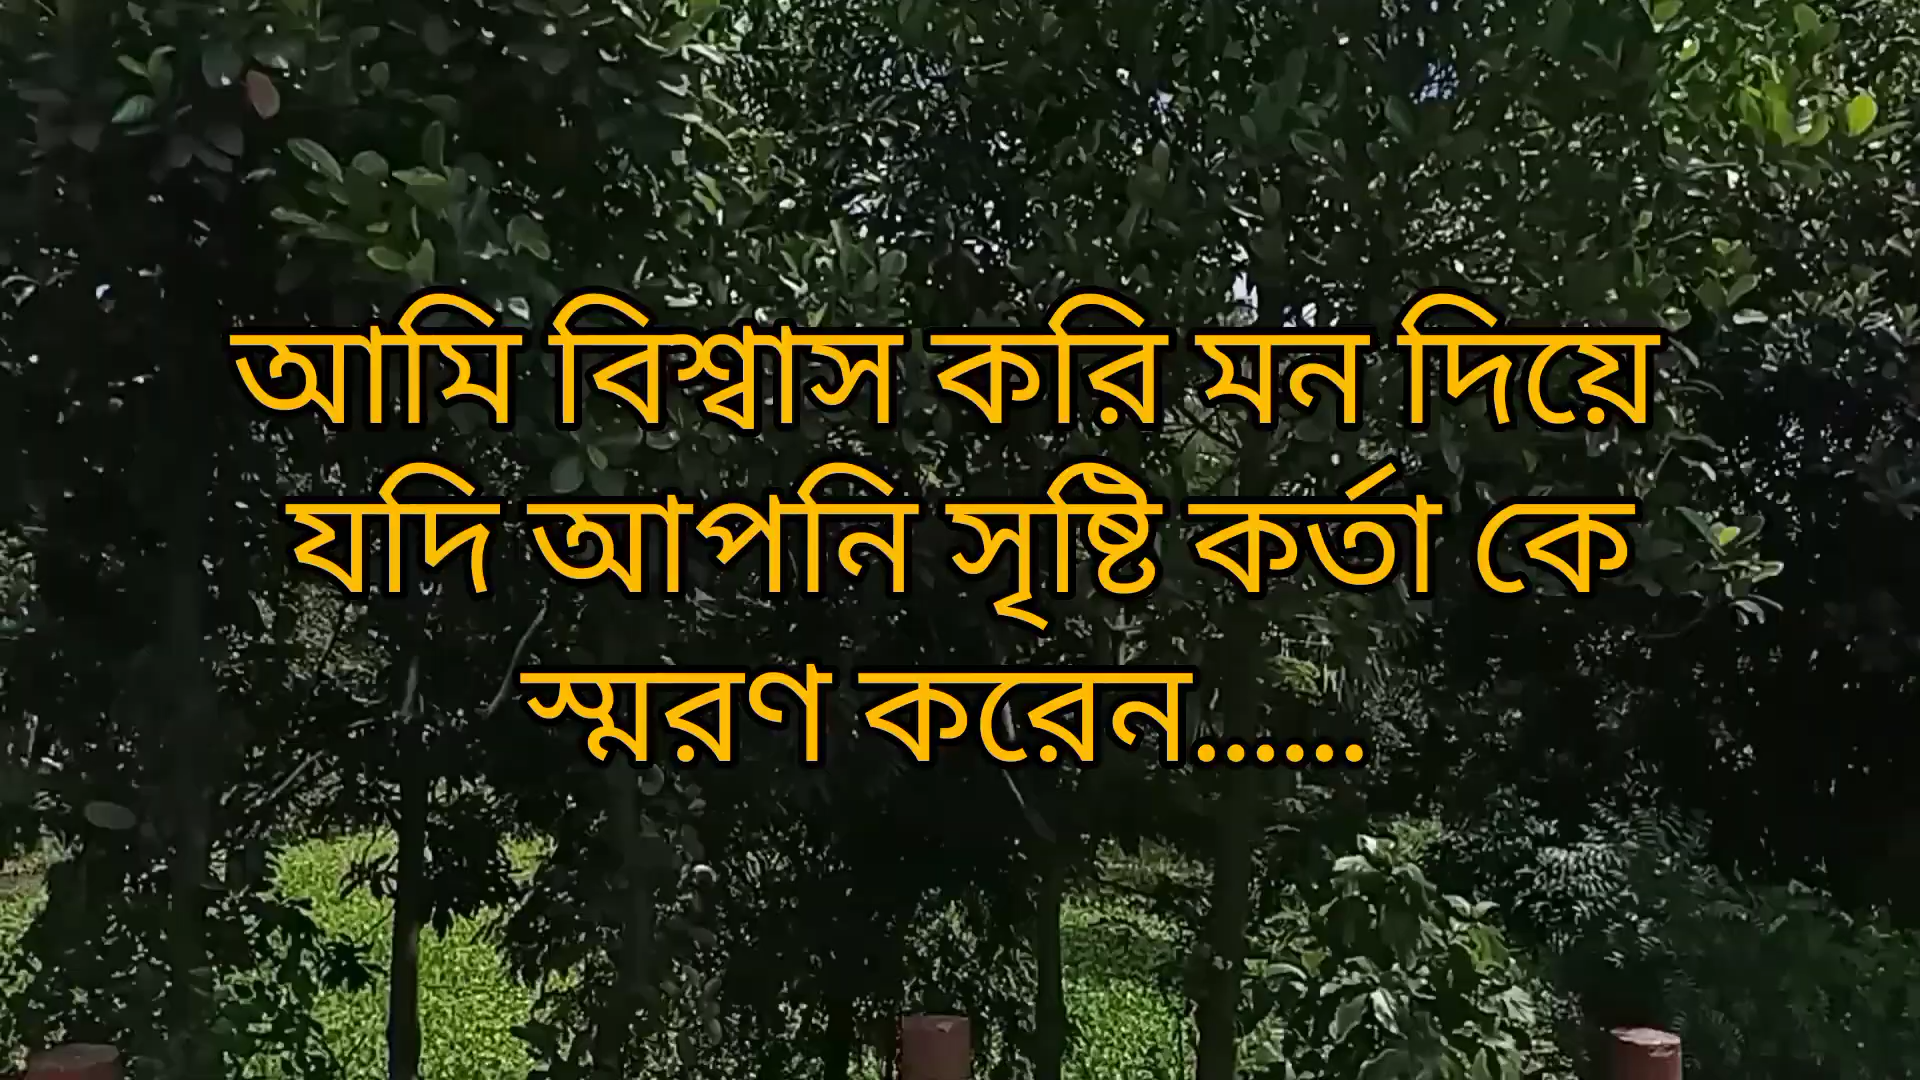 আমি বিশ্বাস করি মন দিয়ে
যদি আপনি সৃষ্টি কর্তা কে
স্মরণ করেন......